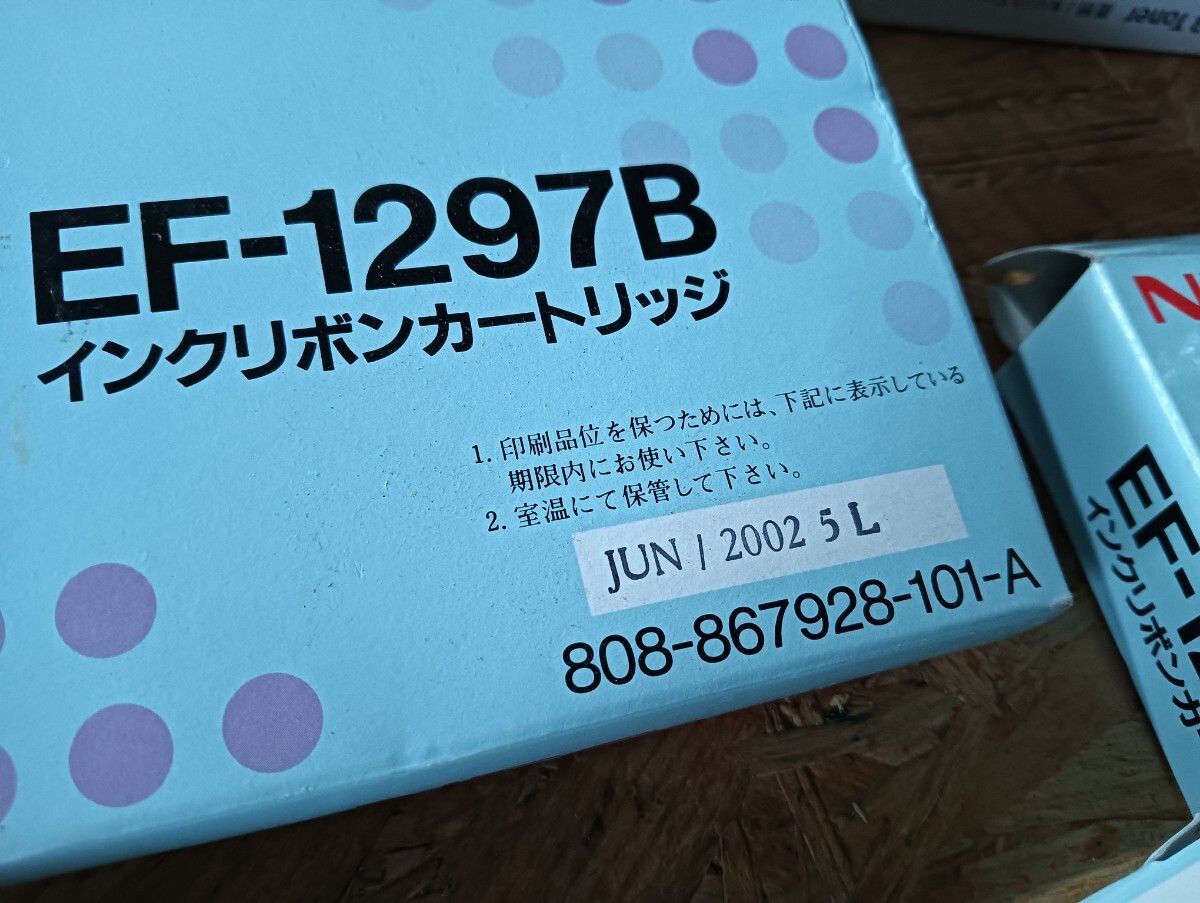 Toner
EF-1297B
インクリボンカートリッジ
1. 印刷品位を保つためには、下記に表示している
期限内にお使い下さい。
2. 室温にて保管して下さい。
JUN / 2002 5 L
808-867928-101-A
N
EF-12
インクリボンカ